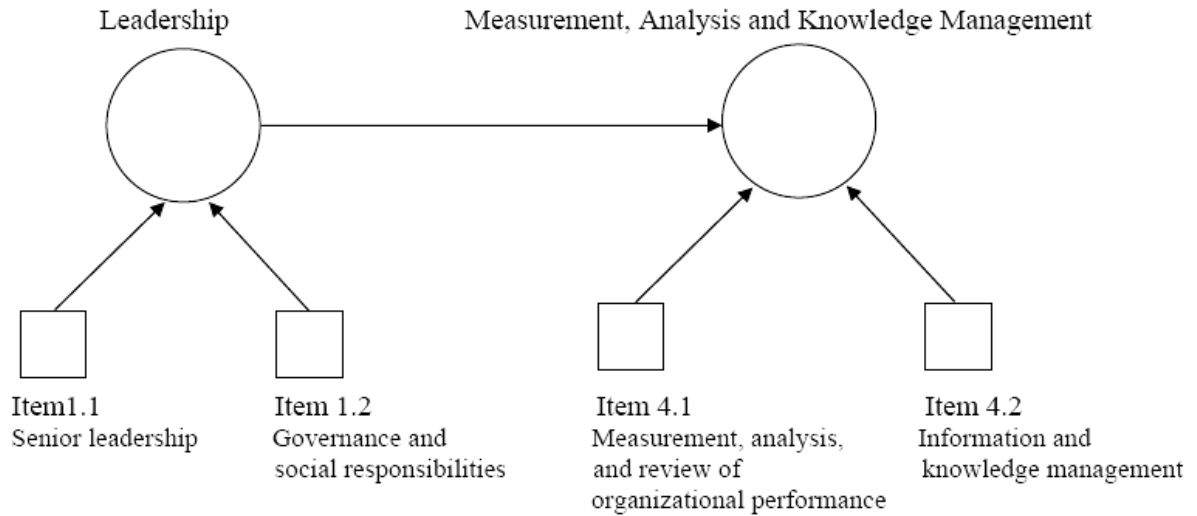 Leadership
Measurement, Analysis and Knowledge Management
Item1.1
Senior leadership
Item 1.2
Governance and
social responsibilities
Item 4.1
Measurement, analysis,
and review of
organizational performance
Item 4.2
Information and
knowledge management